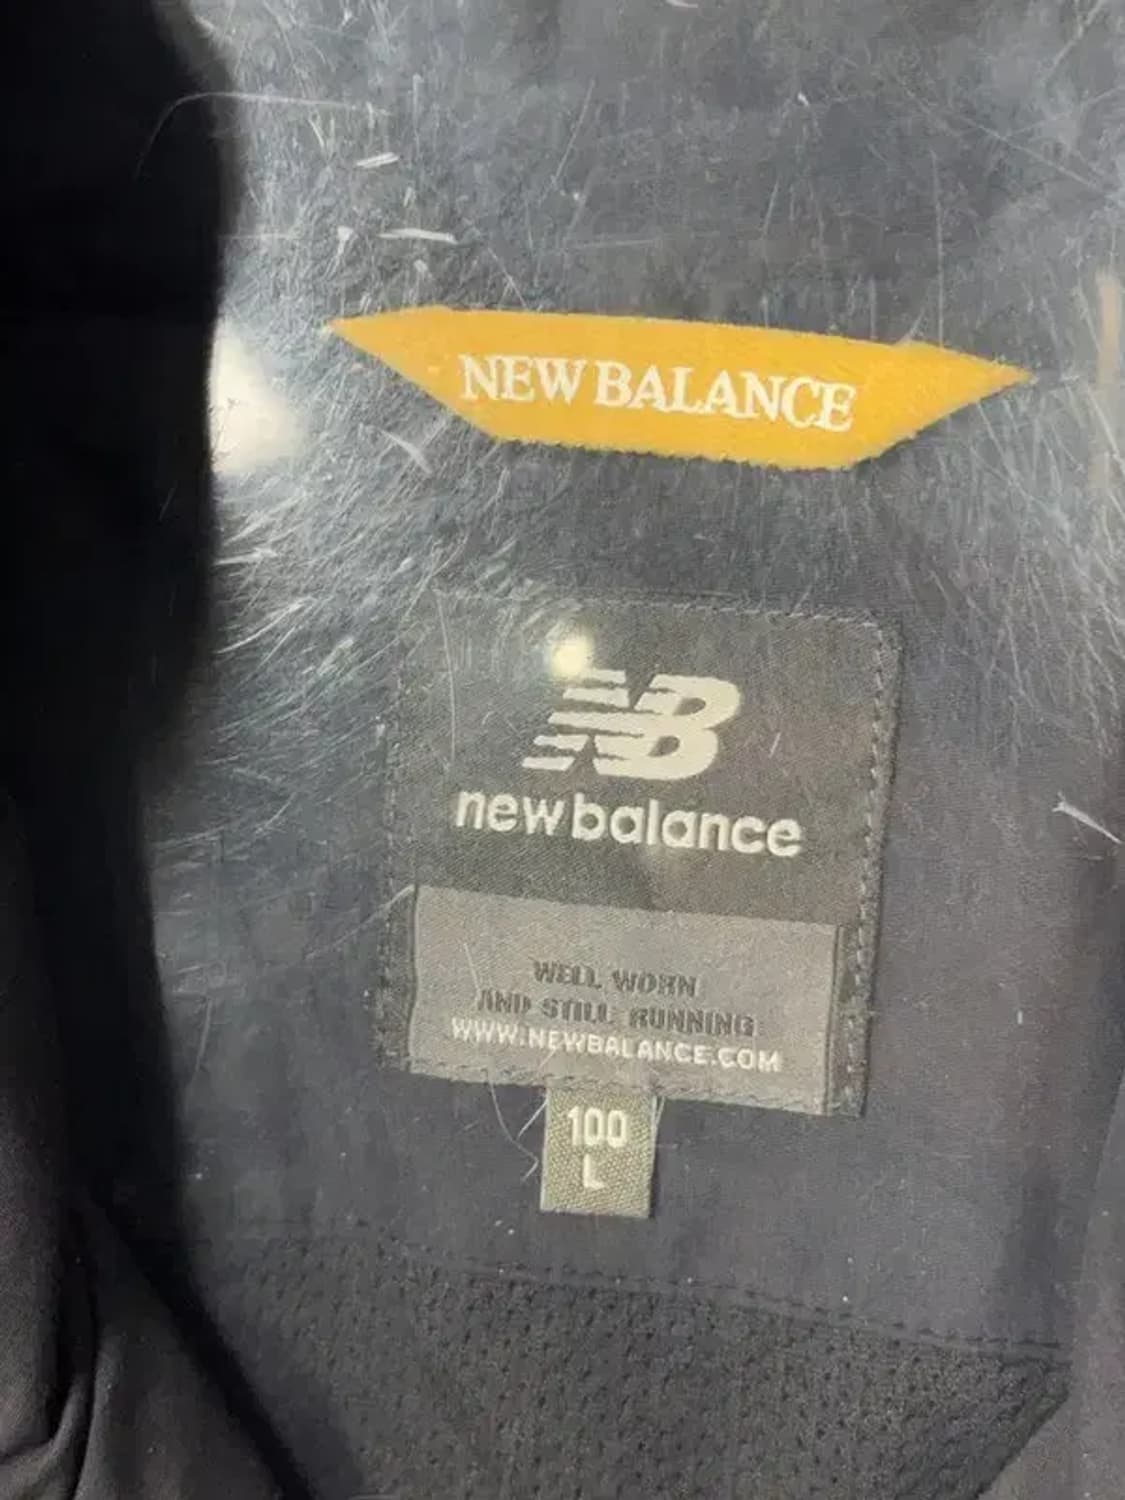 NEW BALANCE
NB
new balance
WELL WORN
AND STILL RUNNING
WWW.NEWBALANCE.COM
100
L